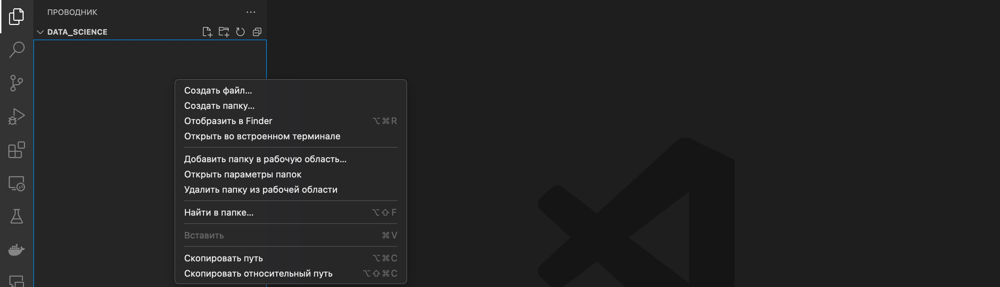 ПРОВОДНИК
DATA_SCIENCE
Создать файл...
Создать папку...
Отобразить в Finder ⌥⌘R
Открыть во встроенном терминале
Добавить папку в рабочую область...
Открыть параметры папок
Удалить папку из рабочей области
Найти в папке... ⌥⇧F
Вставить ⌘V
Скопировать путь ⌥⌘C
Скопировать относительный путь ⌥⇧⌘C